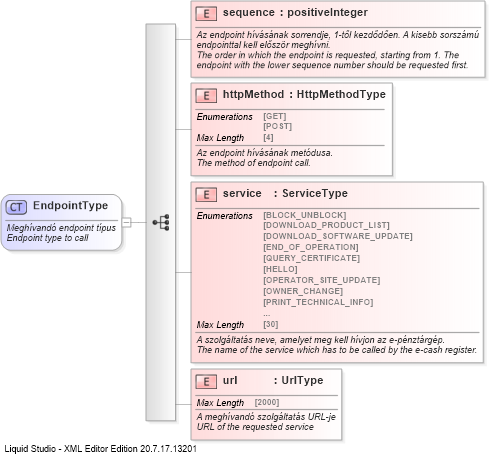 E sequence : positiveInteger
Az endpoint hívásának sorrendje, 1-től kezdődően. A kisebb sorszámú
endpointtal kell először meghívni.
The order in which the endpoint is requested, starting from 1. The
endpoint with the lower sequence number should be requested first.
E httpMethod : HttpMethodType
Enumerations [GET]
[POST]
Max Length [4]
Az endpoint hívásának metódusa.
The method of endpoint call.
CT EndpointType
Meghívandó endpoint típus
Endpoint type to call
E service : ServiceType
Enumerations [BLOCK_UNBLOCK]
[DOWNLOAD_PRODUCT_LIST]
[DOWNLOAD_SOFTWARE_UPDATE]
[END_OF_OPERATION]
[QUERY_CERTIFICATE]
[HELLO]
[OPERATOR_SITE_UPDATE]
[OWNER_CHANGE]
[PRINT_TECHNICAL_INFO]
...
Max Length [30]
A szolgáltatás neve, amelyet meg kell hívjon az e-pénztárgép.
The name of the service which has to be called by the e-cash register.
E url : UrlType
Max Length [2000]
A meghívandó szolgáltatás URL-je
URL of the requested service
Liquid Studio - XML Editor Edition 20.7.17.13201